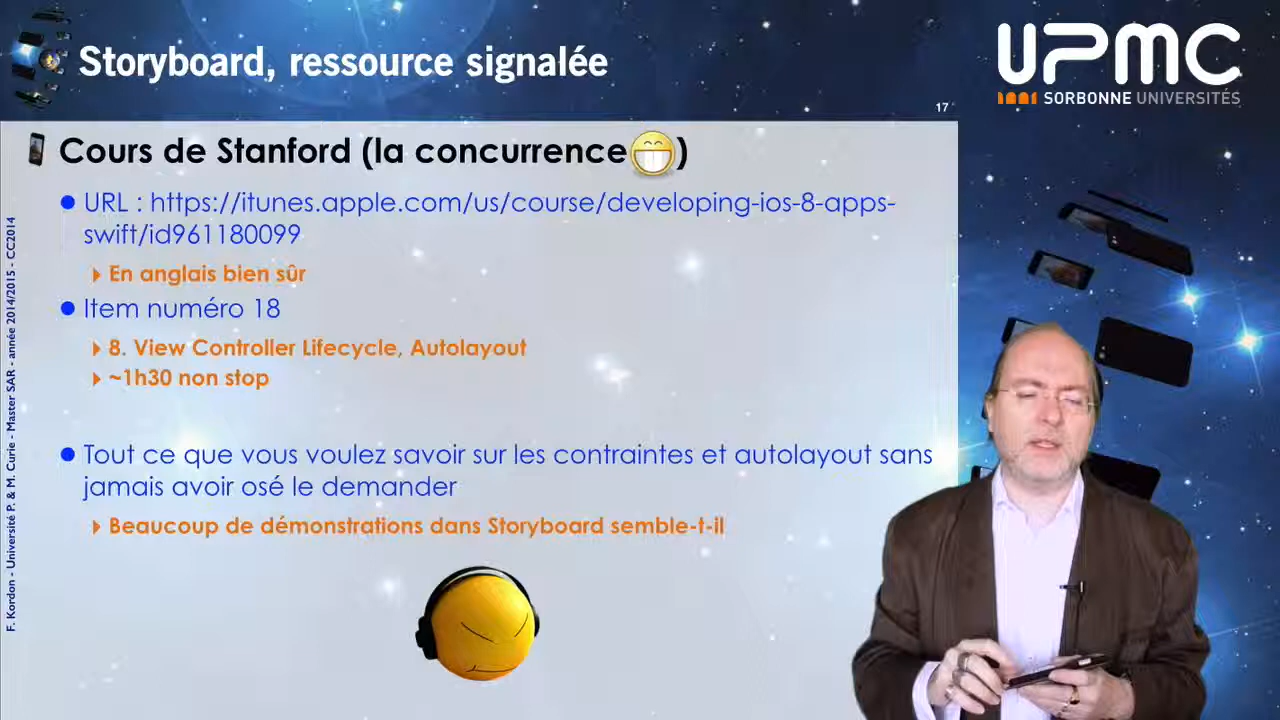 Storyboard, ressource signalée
UPMC
SORBONNE UNIVERSITÉS
17
Cours de Stanford (la concurrence )
URL : https://itunes.apple.com/us/course/developing-ios-8-apps-
swift/id961180099
En anglais bien sûr
Item numéro 18
8. View Controller Lifecycle, Autolayout
~1h30 non stop
Tout ce que vous voulez savoir sur les contraintes et autolayout sans
jamais avoir osé le demander
Beaucoup de démonstrations dans Storyboard semble-t-il
F. Kordon - Université P. & M. Curie - Master SAR - année 2014/2015 - CC2014